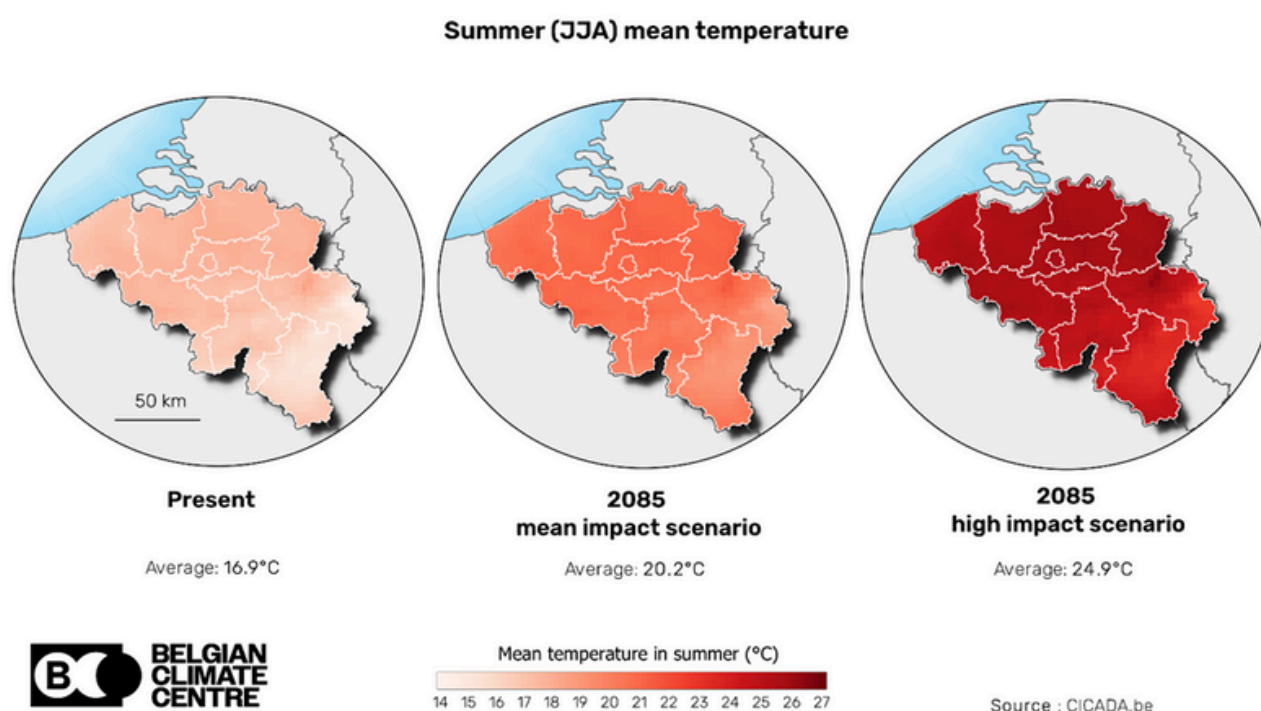 Summer (JJA) mean temperature
50 km
Present
Average: 16.9°C
2085
mean impact scenario
Average: 20.2°C
2085
high impact scenario
Average: 24.9°C
B
BELGIAN
CLIMATE
CENTRE
Mean temperature in summer (°C)
14 15 16 17 18 19 20 21 22 23 24 25 26 27
Source : CICADA.be